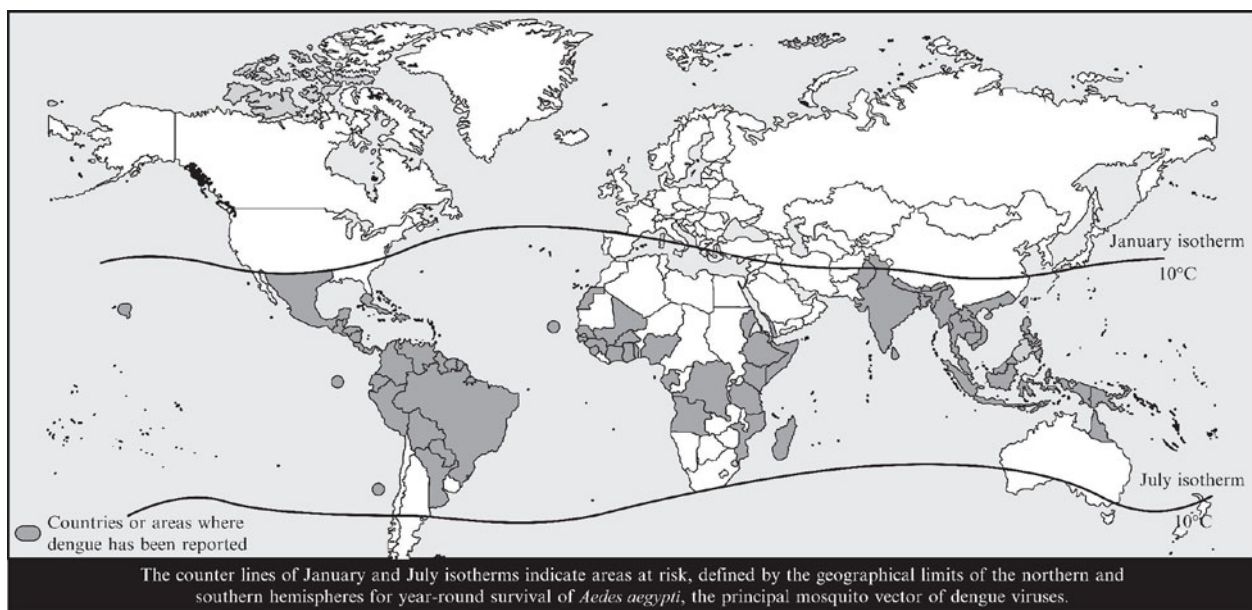 January isotherm
10°C
July isotherm
10°C
Countries or areas where
dengue has been reported
The counter lines of January and July isotherms indicate areas at risk, defined by the geographical limits of the northern and
southern hemispheres for year-round survival of Aedes aegypti, the principal mosquito vector of dengue viruses.